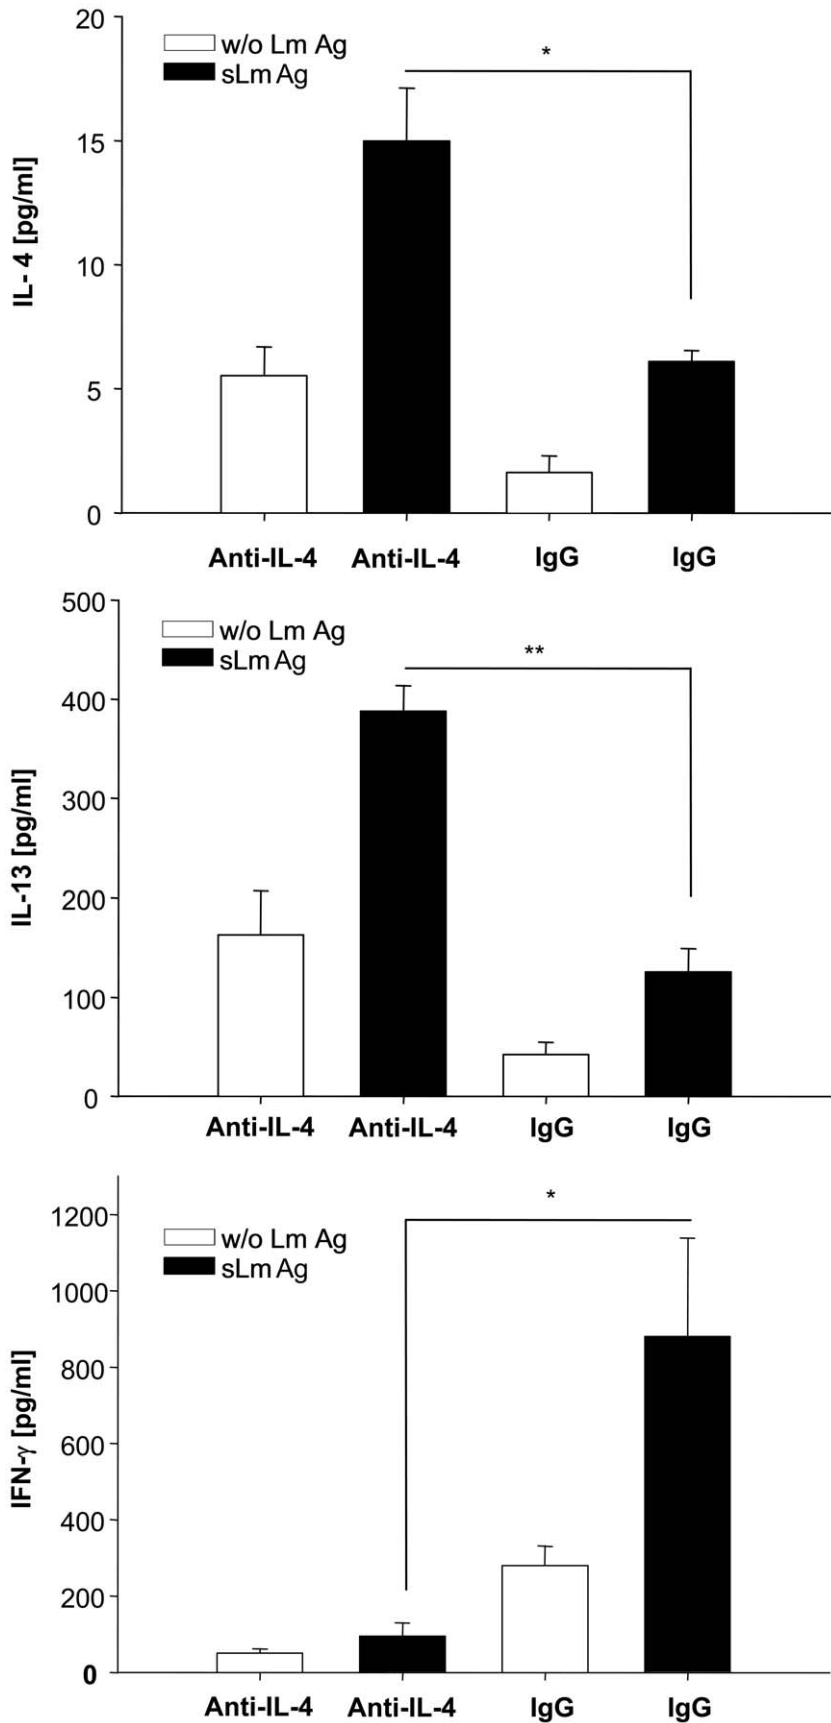 20
15
10
5
0
IL- 4 [pg/ml]
w/o Lm Ag
sLm Ag
*
Anti-IL-4 Anti-IL-4 IgG IgG
500
400
300
200
100
0
IL-13 [pg/ml]
w/o Lm Ag
sLm Ag
**
Anti-IL-4 Anti-IL-4 IgG IgG
1200
1000
800
600
400
200
0
IFN-γ [pg/ml]
w/o Lm Ag
sLm Ag
*
Anti-IL-4 Anti-IL-4 IgG IgG